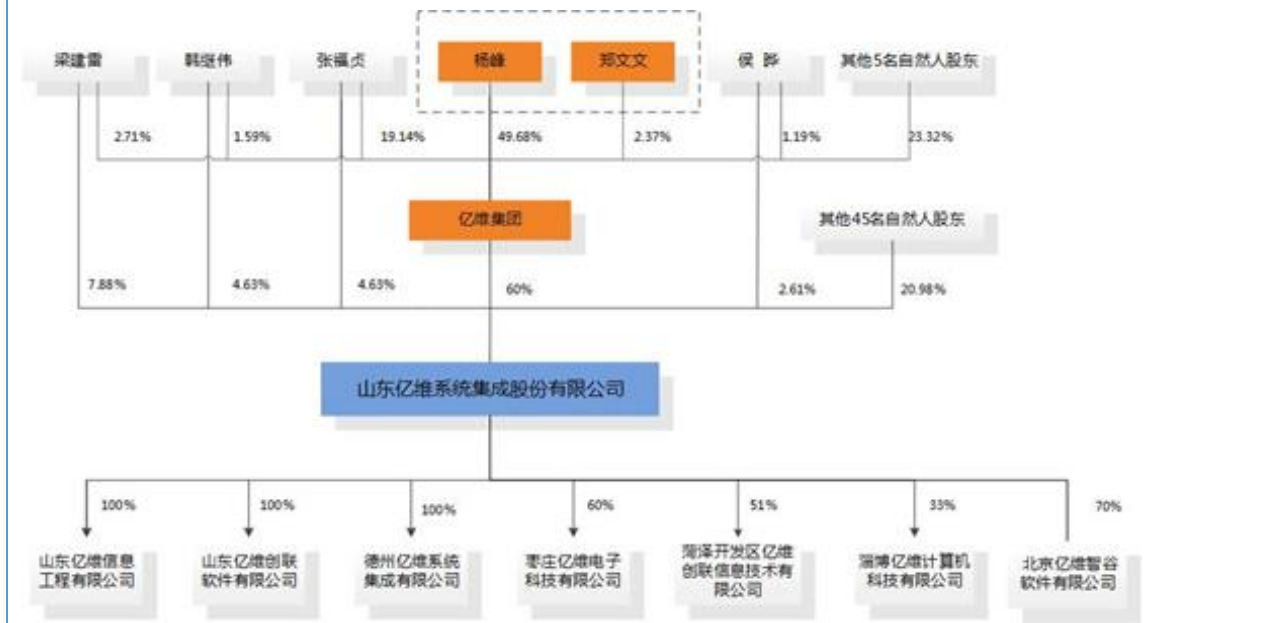 梁建雷
韩继伟
张福贞
杨峰
郑文文
侯 晔
其他5名自然人股东
2.71%
1.59%
19.14%
49.68%
2.37%
1.19%
23.32%
亿维集团
其他45名自然人股东
7.88%
4.63%
4.63%
60%
2.61%
20.98%
山东亿维系统集成股份有限公司
100%
100%
100%
60%
51%
33%
70%
山东亿维信息
工程有限公司
山东亿维创联
软件有限公司
德州亿维系统
集成有限公司
枣庄亿维电子
科技有限公司
菏泽开发区亿维
创联信息技术有
限公司
淄博亿维计算机
科技有限公司
北京亿维智谷
软件有限公司